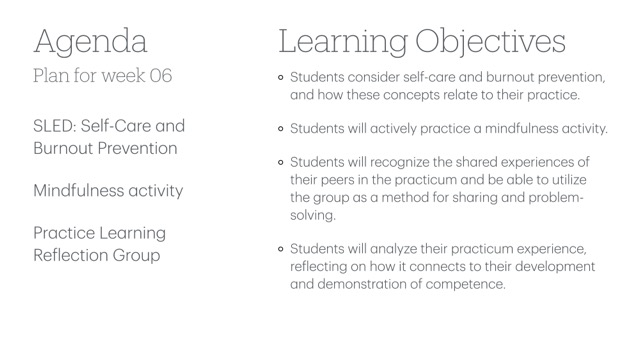 Agenda
Plan for week 06
SLED: Self-Care and
Burnout Prevention
Mindfulness activity
Practice Learning
Reflection Group
Learning Objectives
Students consider self-care and burnout prevention,
and how these concepts relate to their practice.
Students will actively practice a mindfulness activity.
Students will recognize the shared experiences of
their peers in the practicum and be able to utilize
the group as a method for sharing and problem-
solving.
Students will analyze their practicum experience,
reflecting on how it connects to their development
and demonstration of competence.